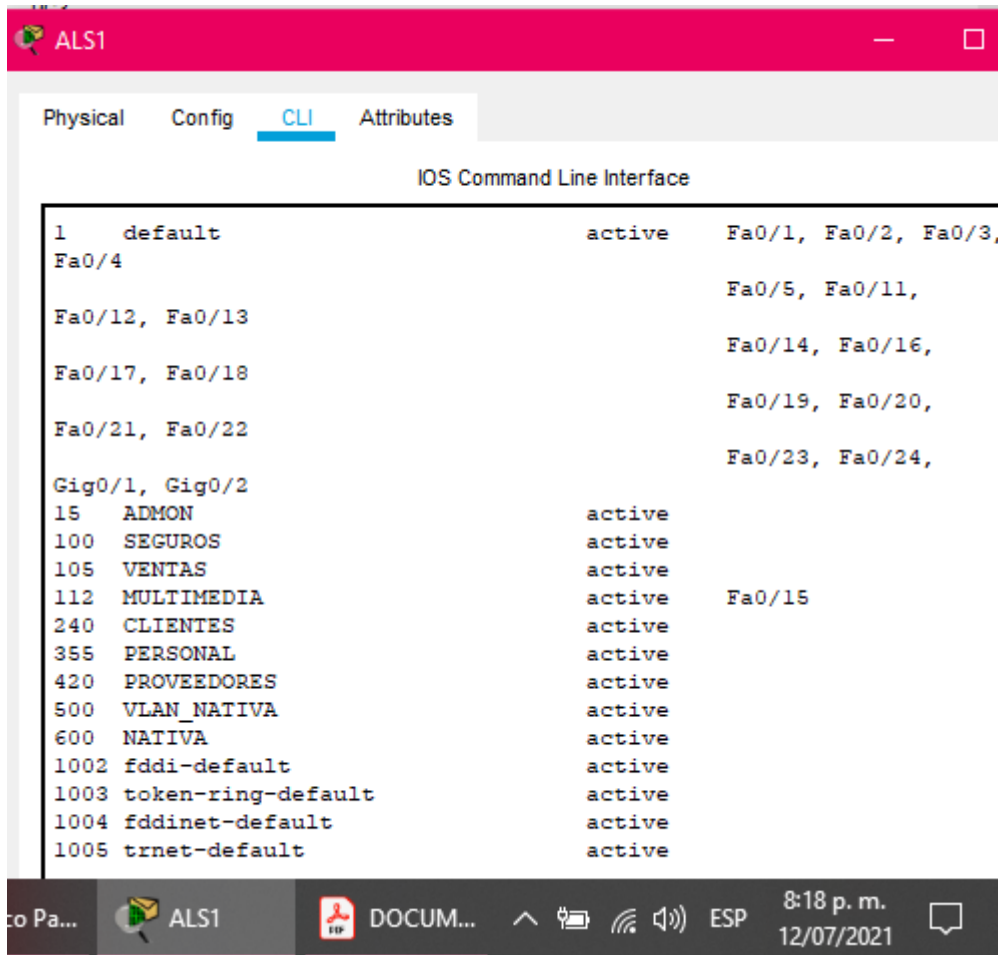 ALS1
Physical Config CLI Attributes
IOS Command Line Interface
1 default active Fa0/1, Fa0/2, Fa0/3,
Fa0/4
Fa0/5, Fa0/11,
Fa0/12, Fa0/13
Fa0/14, Fa0/16,
Fa0/17, Fa0/18
Fa0/19, Fa0/20,
Fa0/21, Fa0/22
Fa0/23, Fa0/24,
Gig0/1, Gig0/2
15 ADMON active
100 SEGUROS active
105 VENTAS active
112 MULTIMEDIA active Fa0/15
240 CLIENTES active
355 PERSONAL active
420 PROVEEDORES active
500 VLAN_NATIVA active
600 NATIVA active
1002 fddi-default active
1003 token-ring-default active
1004 fddinet-default active
1005 trnet-default active
co Pa... ALS1 DOCUM... ESP 8:18 p. m.
12/07/2021